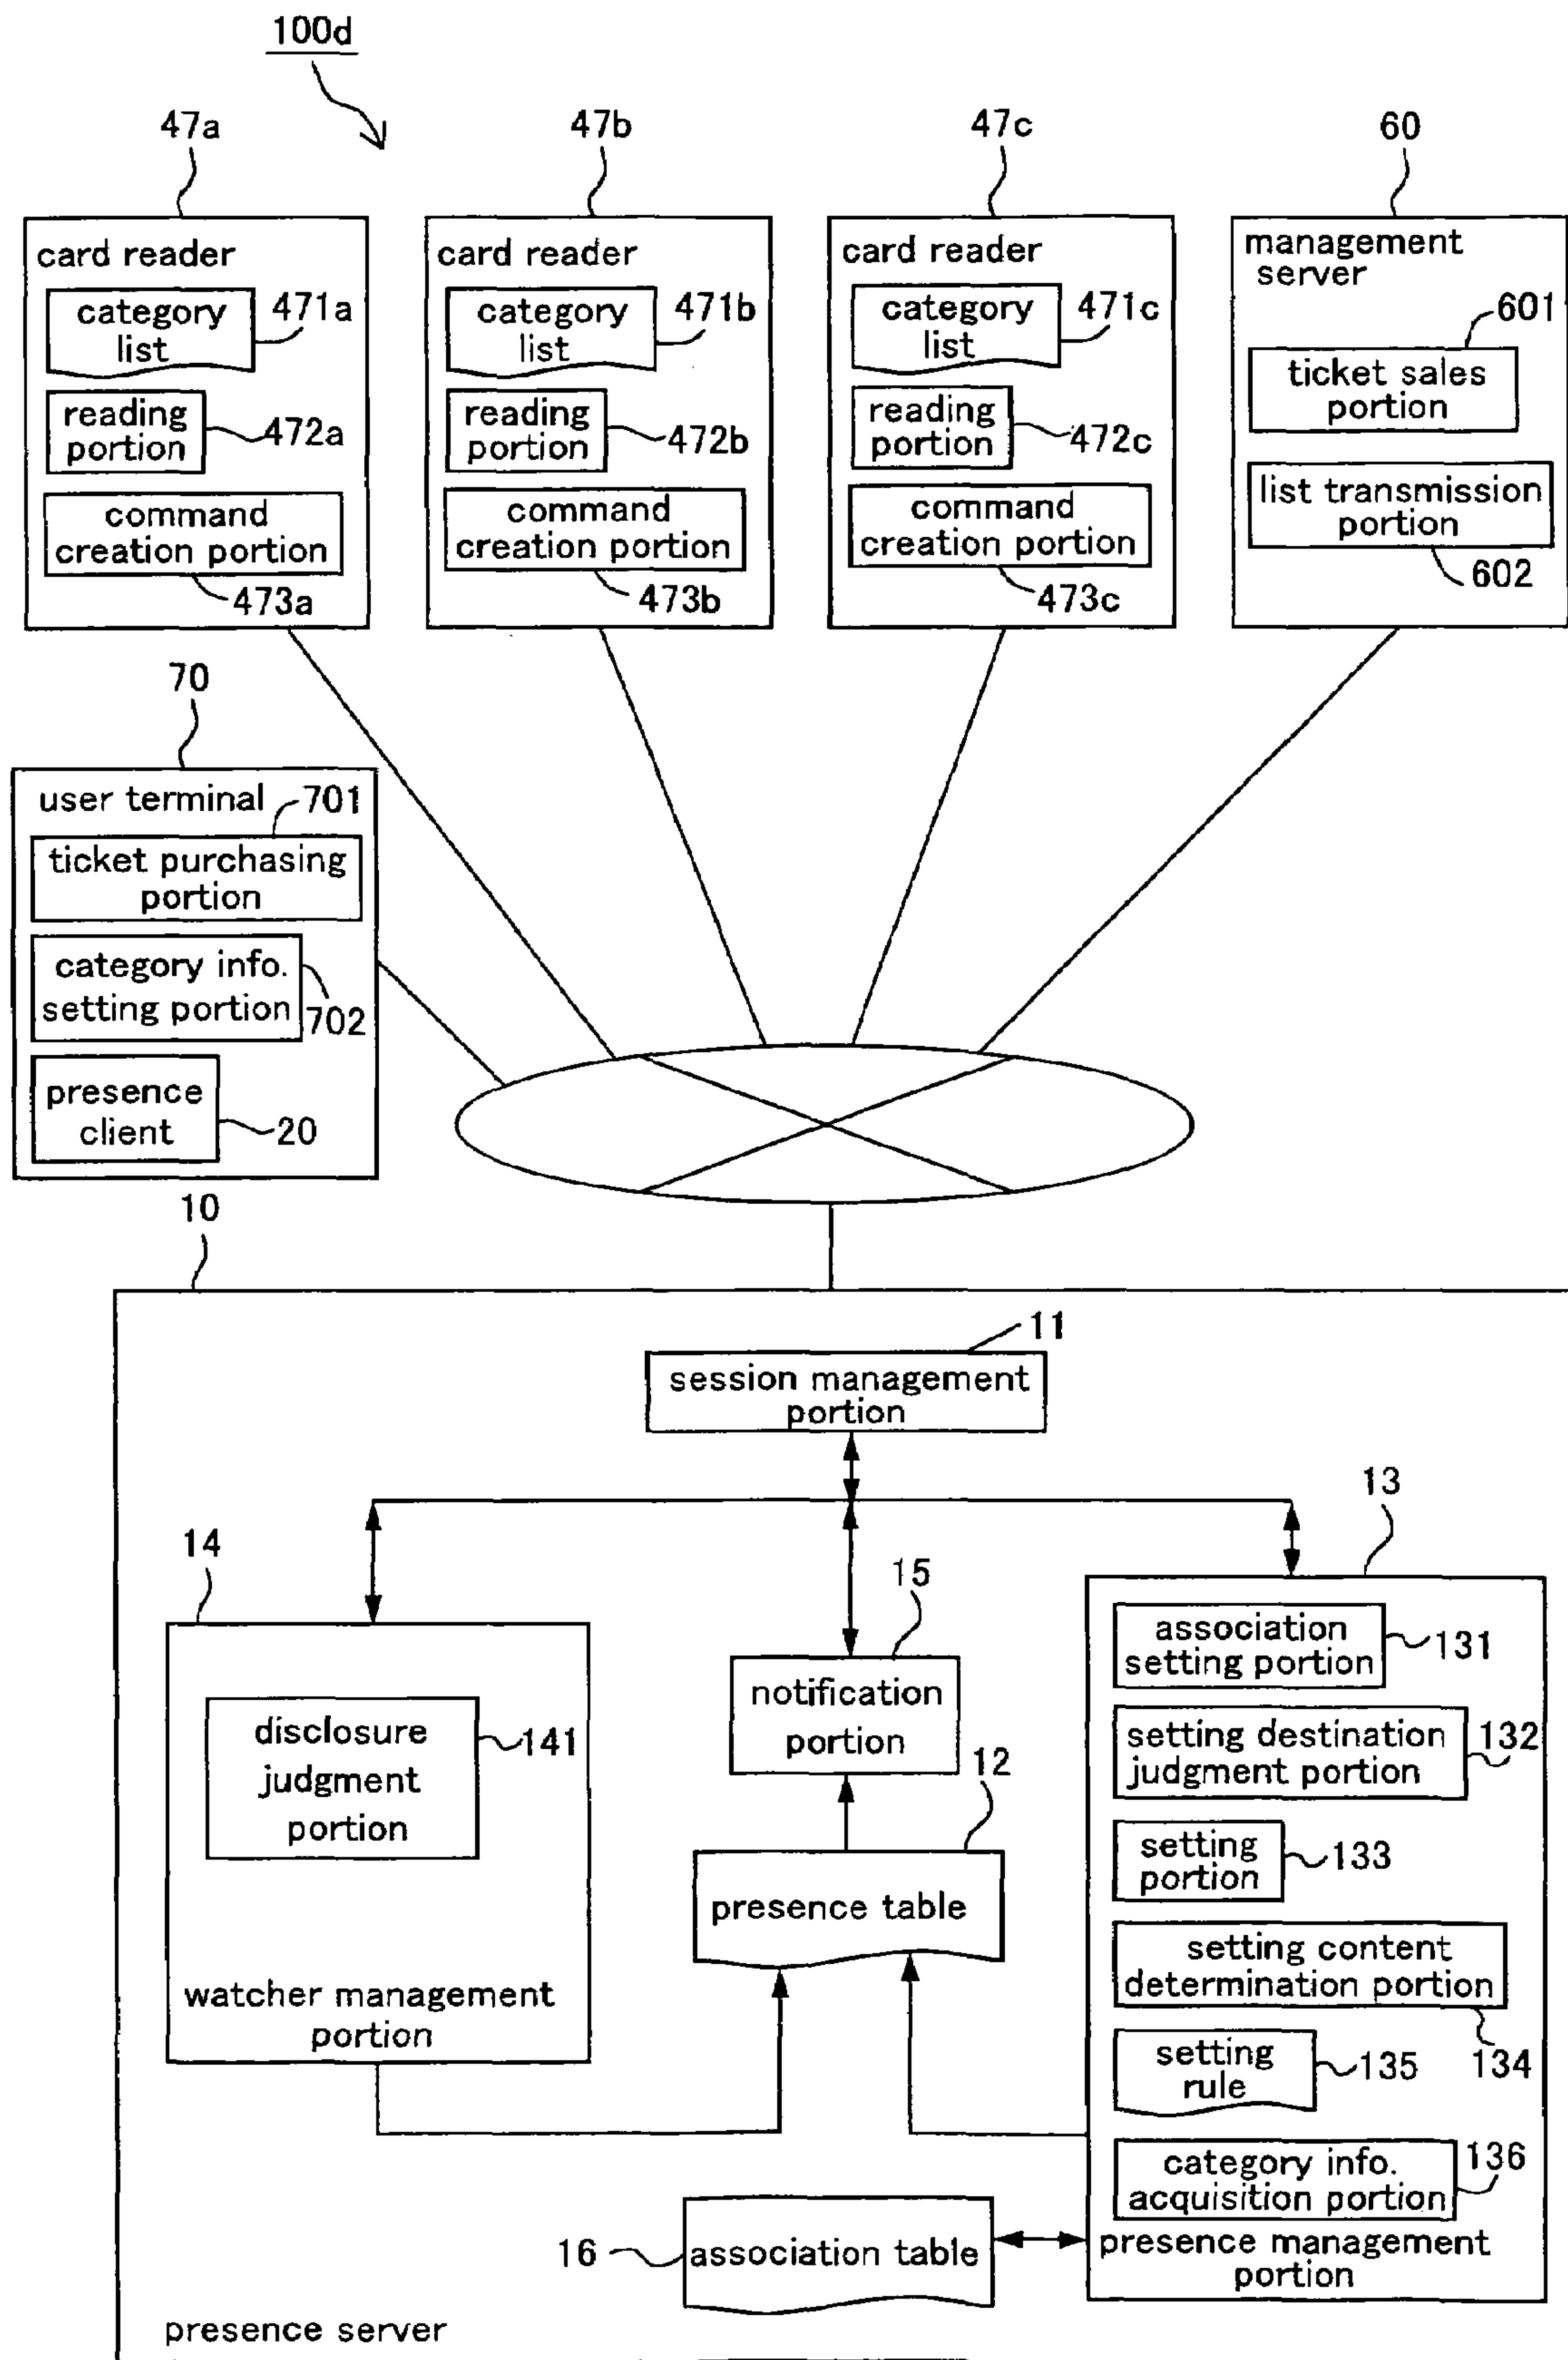 100d
47a
47b
47c
60
card reader
category
list
471a
reading
portion
472a
command
creation portion
473a
card reader
category
list
471b
reading
portion
472b
command
creation portion
473b
card reader
category
list
471c
reading
portion
472c
command
creation portion
473c
management
server
601
ticket sales
portion
list transmission
portion
602
70
user terminal
701
ticket purchasing
portion
category info.
setting portion
702
presence
client
20
10
11
session management
portion
14
disclosure
judgment
portion
141
watcher management
portion
15
notification
portion
12
presence table
13
association
setting portion
131
setting destination
judgment portion
132
setting
portion
133
setting content
determination portion
134
setting
rule
135
category info.
acquisition portion
136
presence management
portion
16
association table
presence server